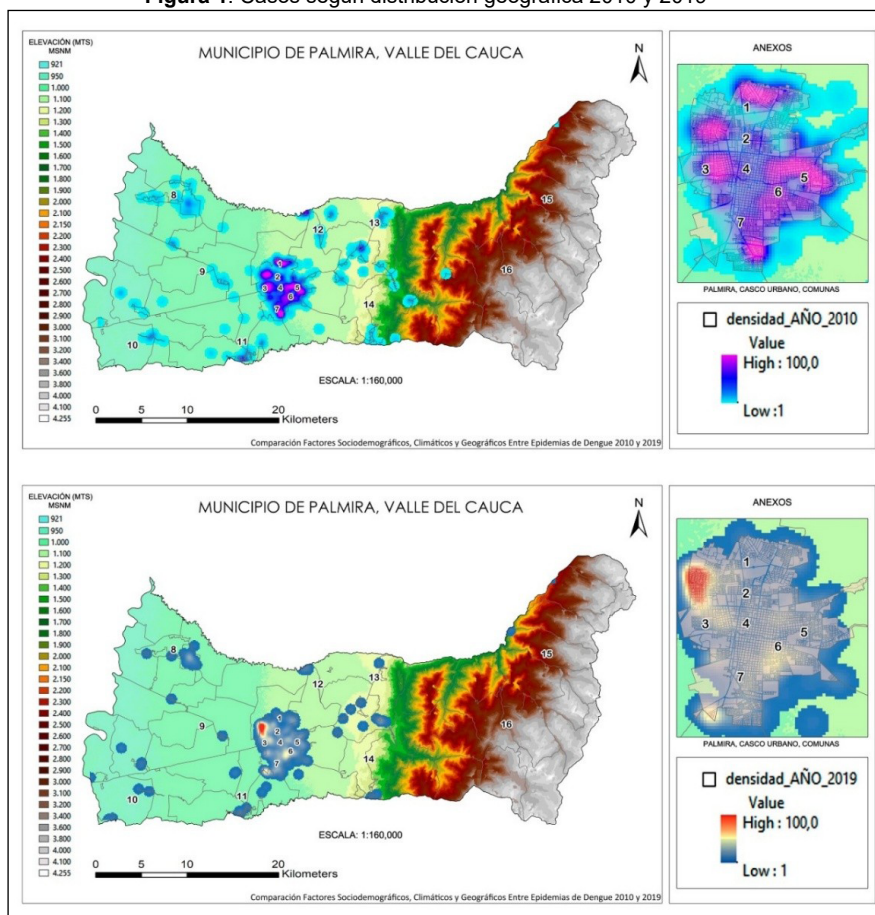 Figura 1. Casos según distribución geográfica 2010 y 2019
ELEVACIÓN (MTS)
MSNM
921
950
1.000
1.100
1.200
1.300
1.400
1.500
1.600
1.700
1.800
1.900
2.000
2.100
2.200
2.300
2.400
2.500
2.600
2.700
2.800
2.900
3.000
3.100
3.200
3.400
3.600
3.800
4.000
4.100
4.255
MUNICIPIO DE PALMIRA, VALLE DEL CAUCA
N
8
9
10
11
12
13
14
15
16
1
2
3 4 5
6
7
ESCALA: 1:160,000
0 5 10 20
Kilometers
Comparación Factores Sociodemográficos, Climáticos y Geográficos Entre Epidemias de Dengue 2010 y 2019
ANEXOS
1
2
3 4 5
6
7
PALMIRA, CASCO URBANO, COMUNAS
densidad_AÑO_2010
Value
High : 100,0
Low :1
ELEVACIÓN (MTS)
MSNM
921
950
1.000
1.100
1.200
1.300
1.400
1.500
1.600
1.700
1.800
1.900
2.000
2.100
2.200
2.300
2.400
2.500
2.600
2.700
2.800
2.900
3.000
3.100
3.200
3.400
3.600
3.800
4.000
4.100
4.255
MUNICIPIO DE PALMIRA, VALLE DEL CAUCA
N
8
9
10
11
12
13
14
15
16
1
2
3 4 5
6
7
ESCALA: 1:160,000
0 5 10 20
Kilometers
Comparación Factores Sociodemográficos, Climáticos y Geográficos Entre Epidemias de Dengue 2010 y 2019
ANEXOS
1
2
3 4 5
6
7
PALMIRA, CASCO URBANO, COMUNAS
densidad_AÑO_2019
Value
High : 100,0
Low : 1